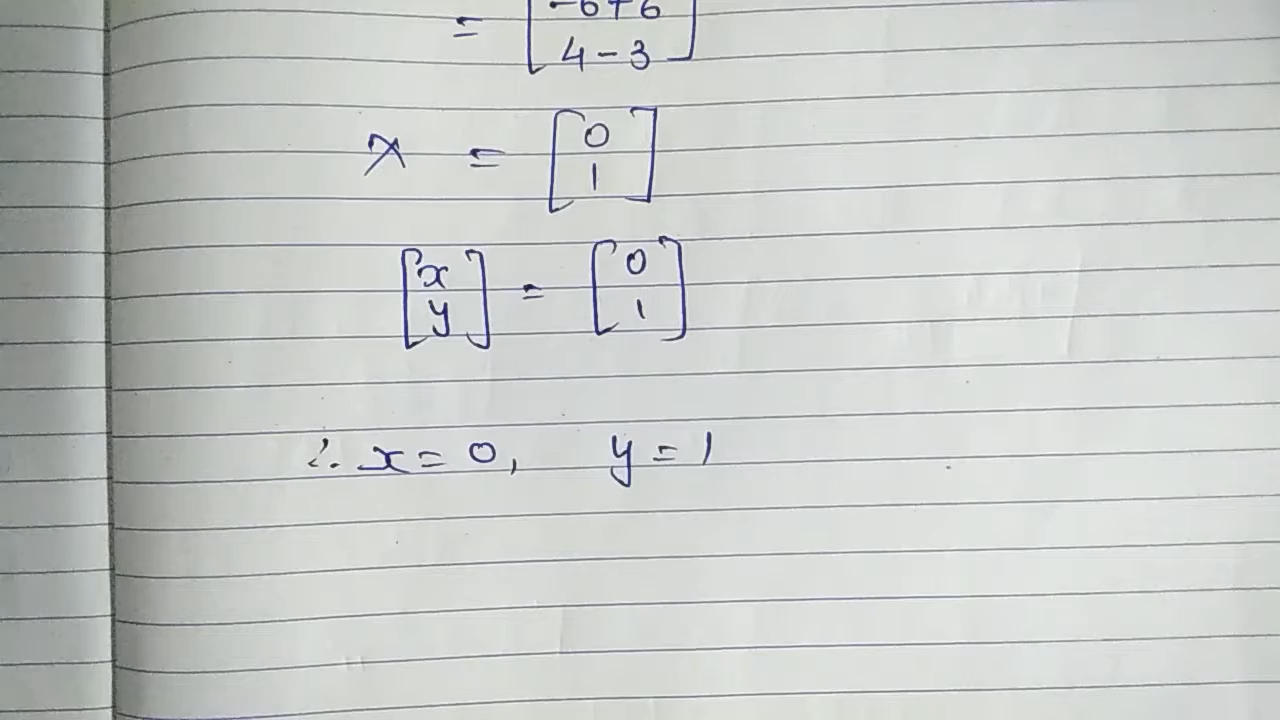 = [-6+6
4-3]
X = [0
1]
[x
y] = [0
1]
∴ x = 0, y = 1